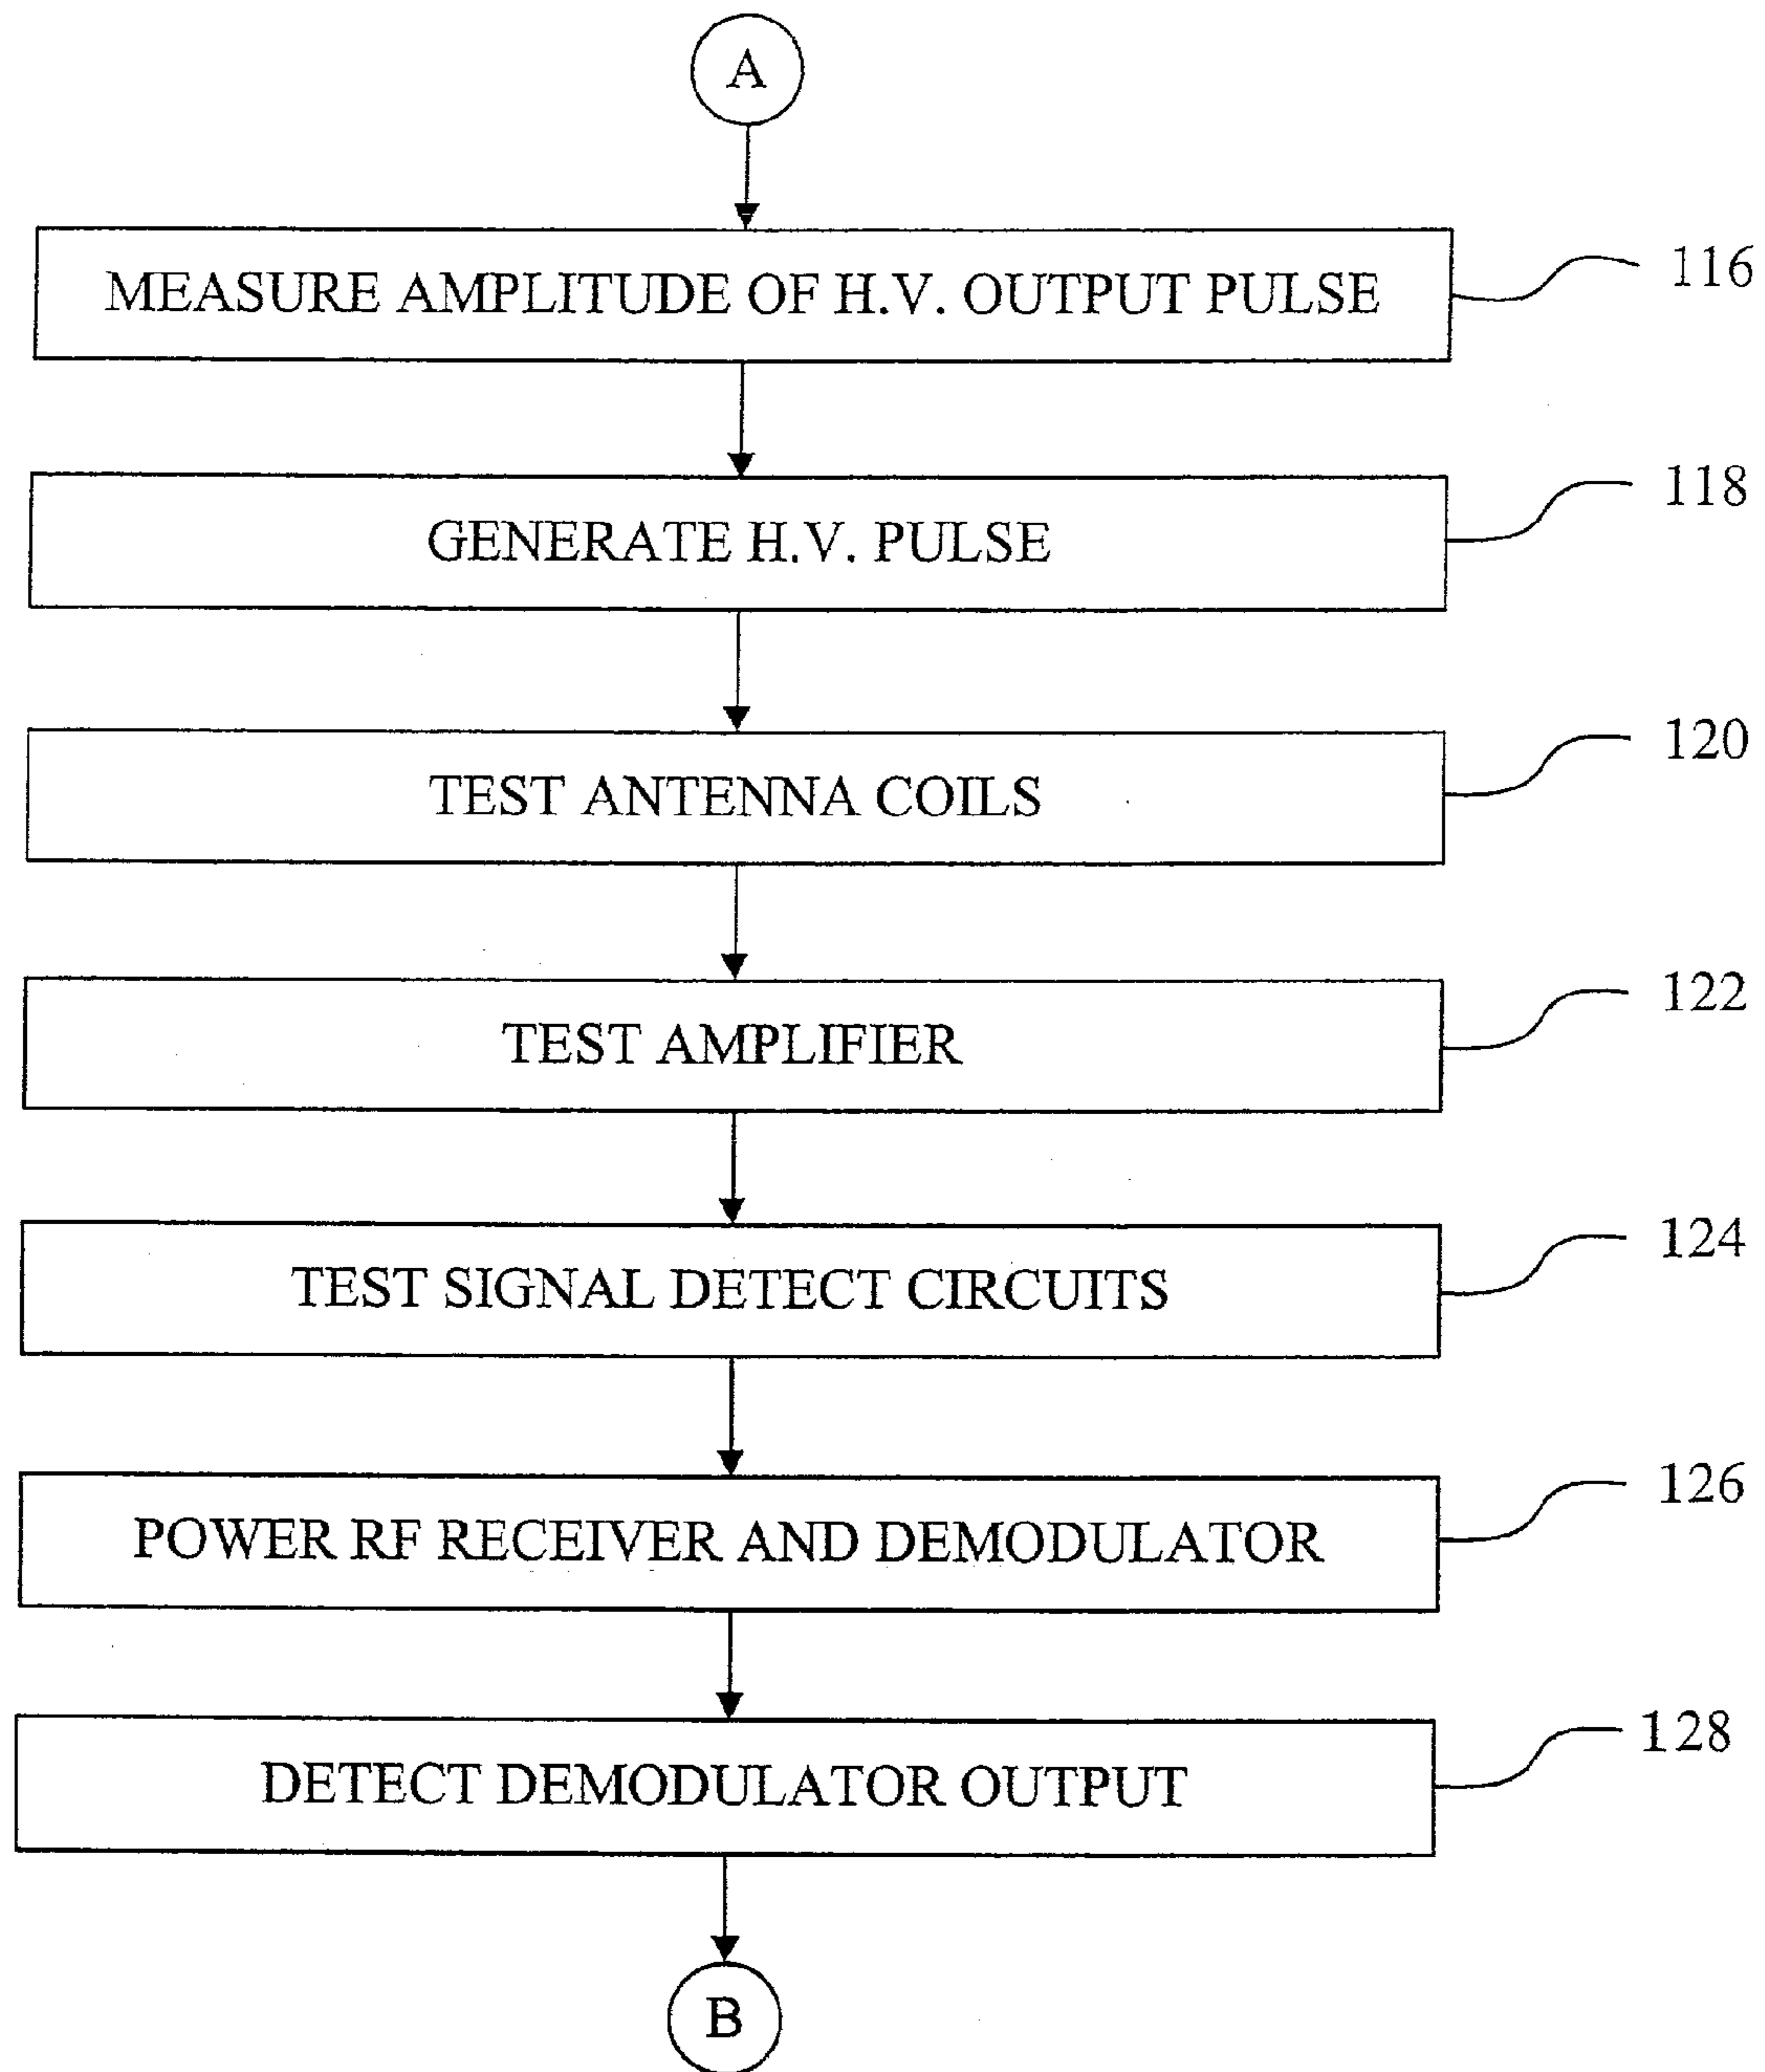 A
MEASURE AMPLITUDE OF H.V. OUTPUT PULSE
116
GENERATE H.V. PULSE
118
TEST ANTENNA COILS
120
TEST AMPLIFIER
122
TEST SIGNAL DETECT CIRCUITS
124
POWER RF RECEIVER AND DEMODULATOR
126
DETECT DEMODULATOR OUTPUT
128
B